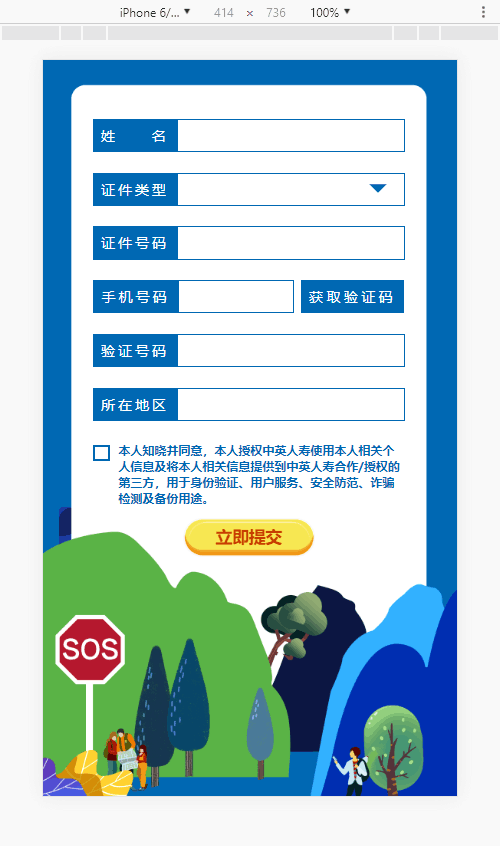 iPhone 6/... 414 × 736 100%
姓 名
证件类型
证件号码
手机号码 获取验证码
验证号码
所在地区
本人知晓并同意，本人授权中英人寿使用本人相关个
人信息及将本人相关信息提供到中英人寿合作/授权的
第三方，用于身份验证、用户服务、安全防范、诈骗
检测及备份用途。
立即提交
SOS